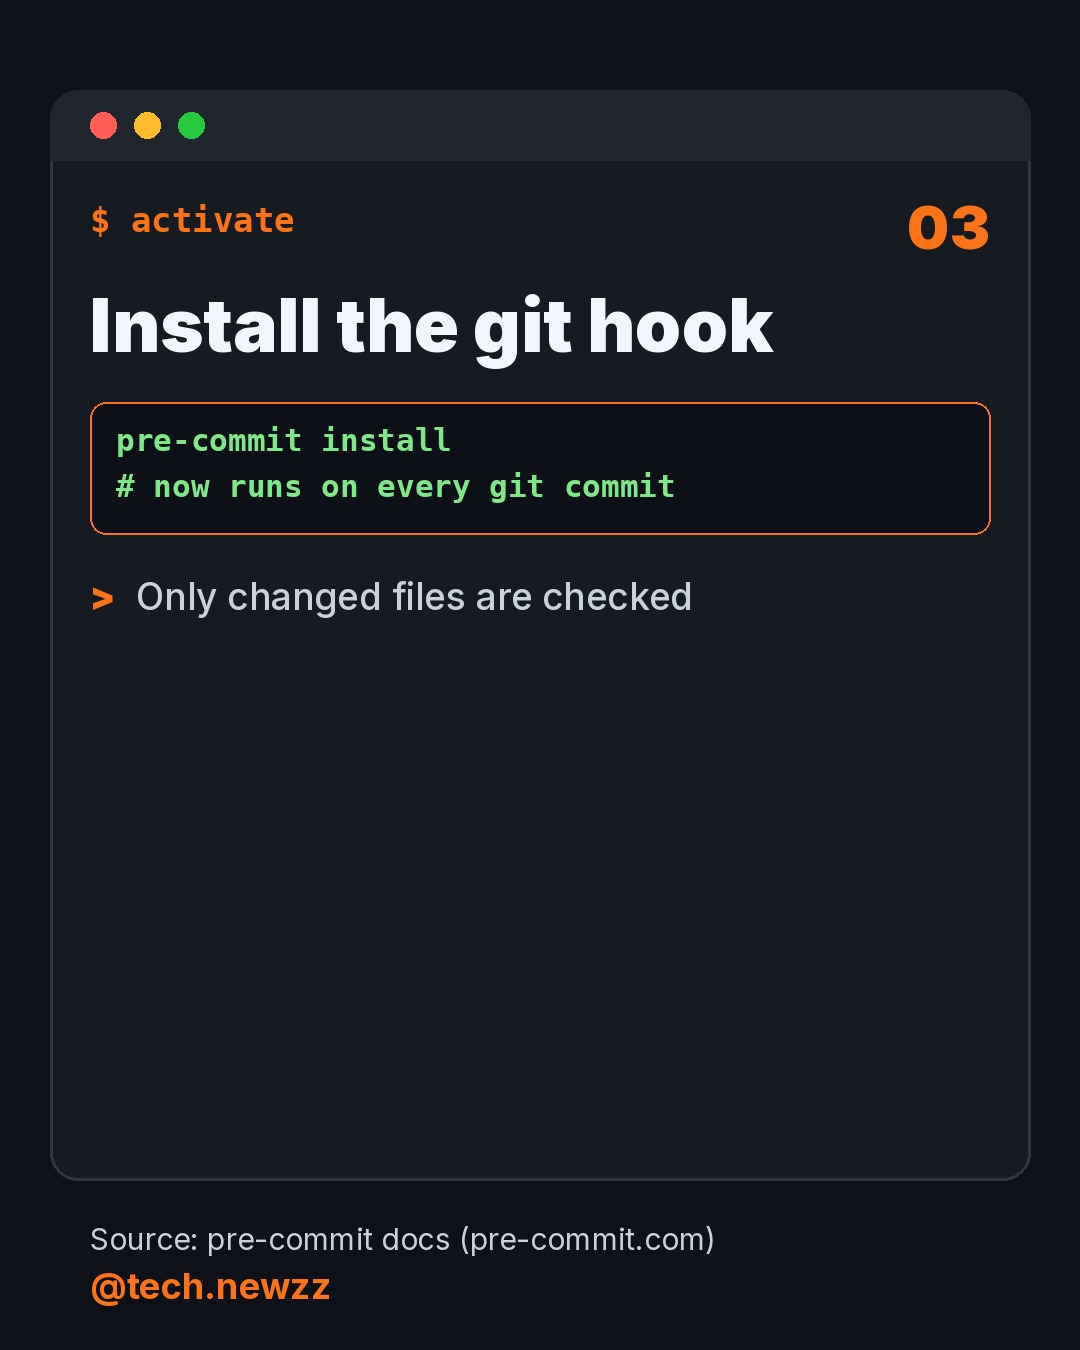 $ activate
03
Install the git hook
pre-commit install
# now runs on every git commit
> Only changed files are checked
Source: pre-commit docs (pre-commit.com)
@tech.newzz